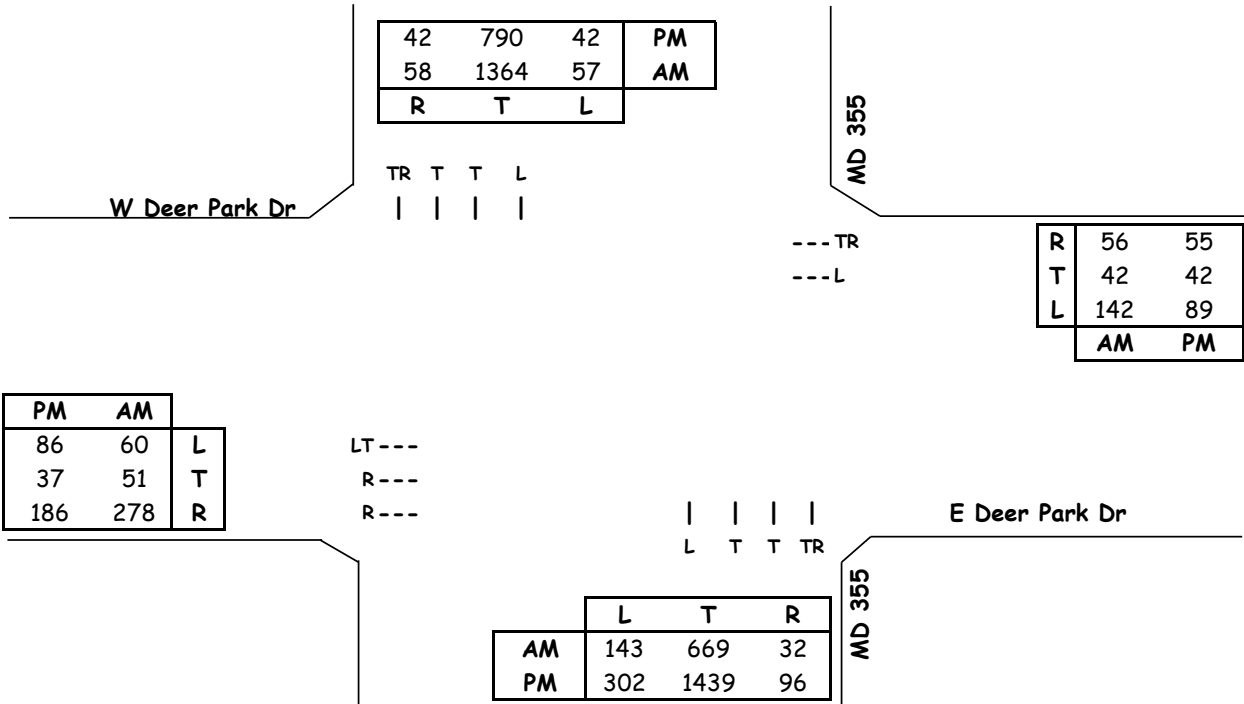 42 790 42 PM
58 1364 57 AM
R T L
MD 355
TR T T L
W Deer Park Dr
---TR
---L
R 56 55
T 42 42
L 142 89
AM PM
PM AM
86 60 L
37 51 T
186 278 R
LT---
R---
R---
E Deer Park Dr
L T T TR
MD 355
L T R
AM 143 669 32
PM 302 1439 96